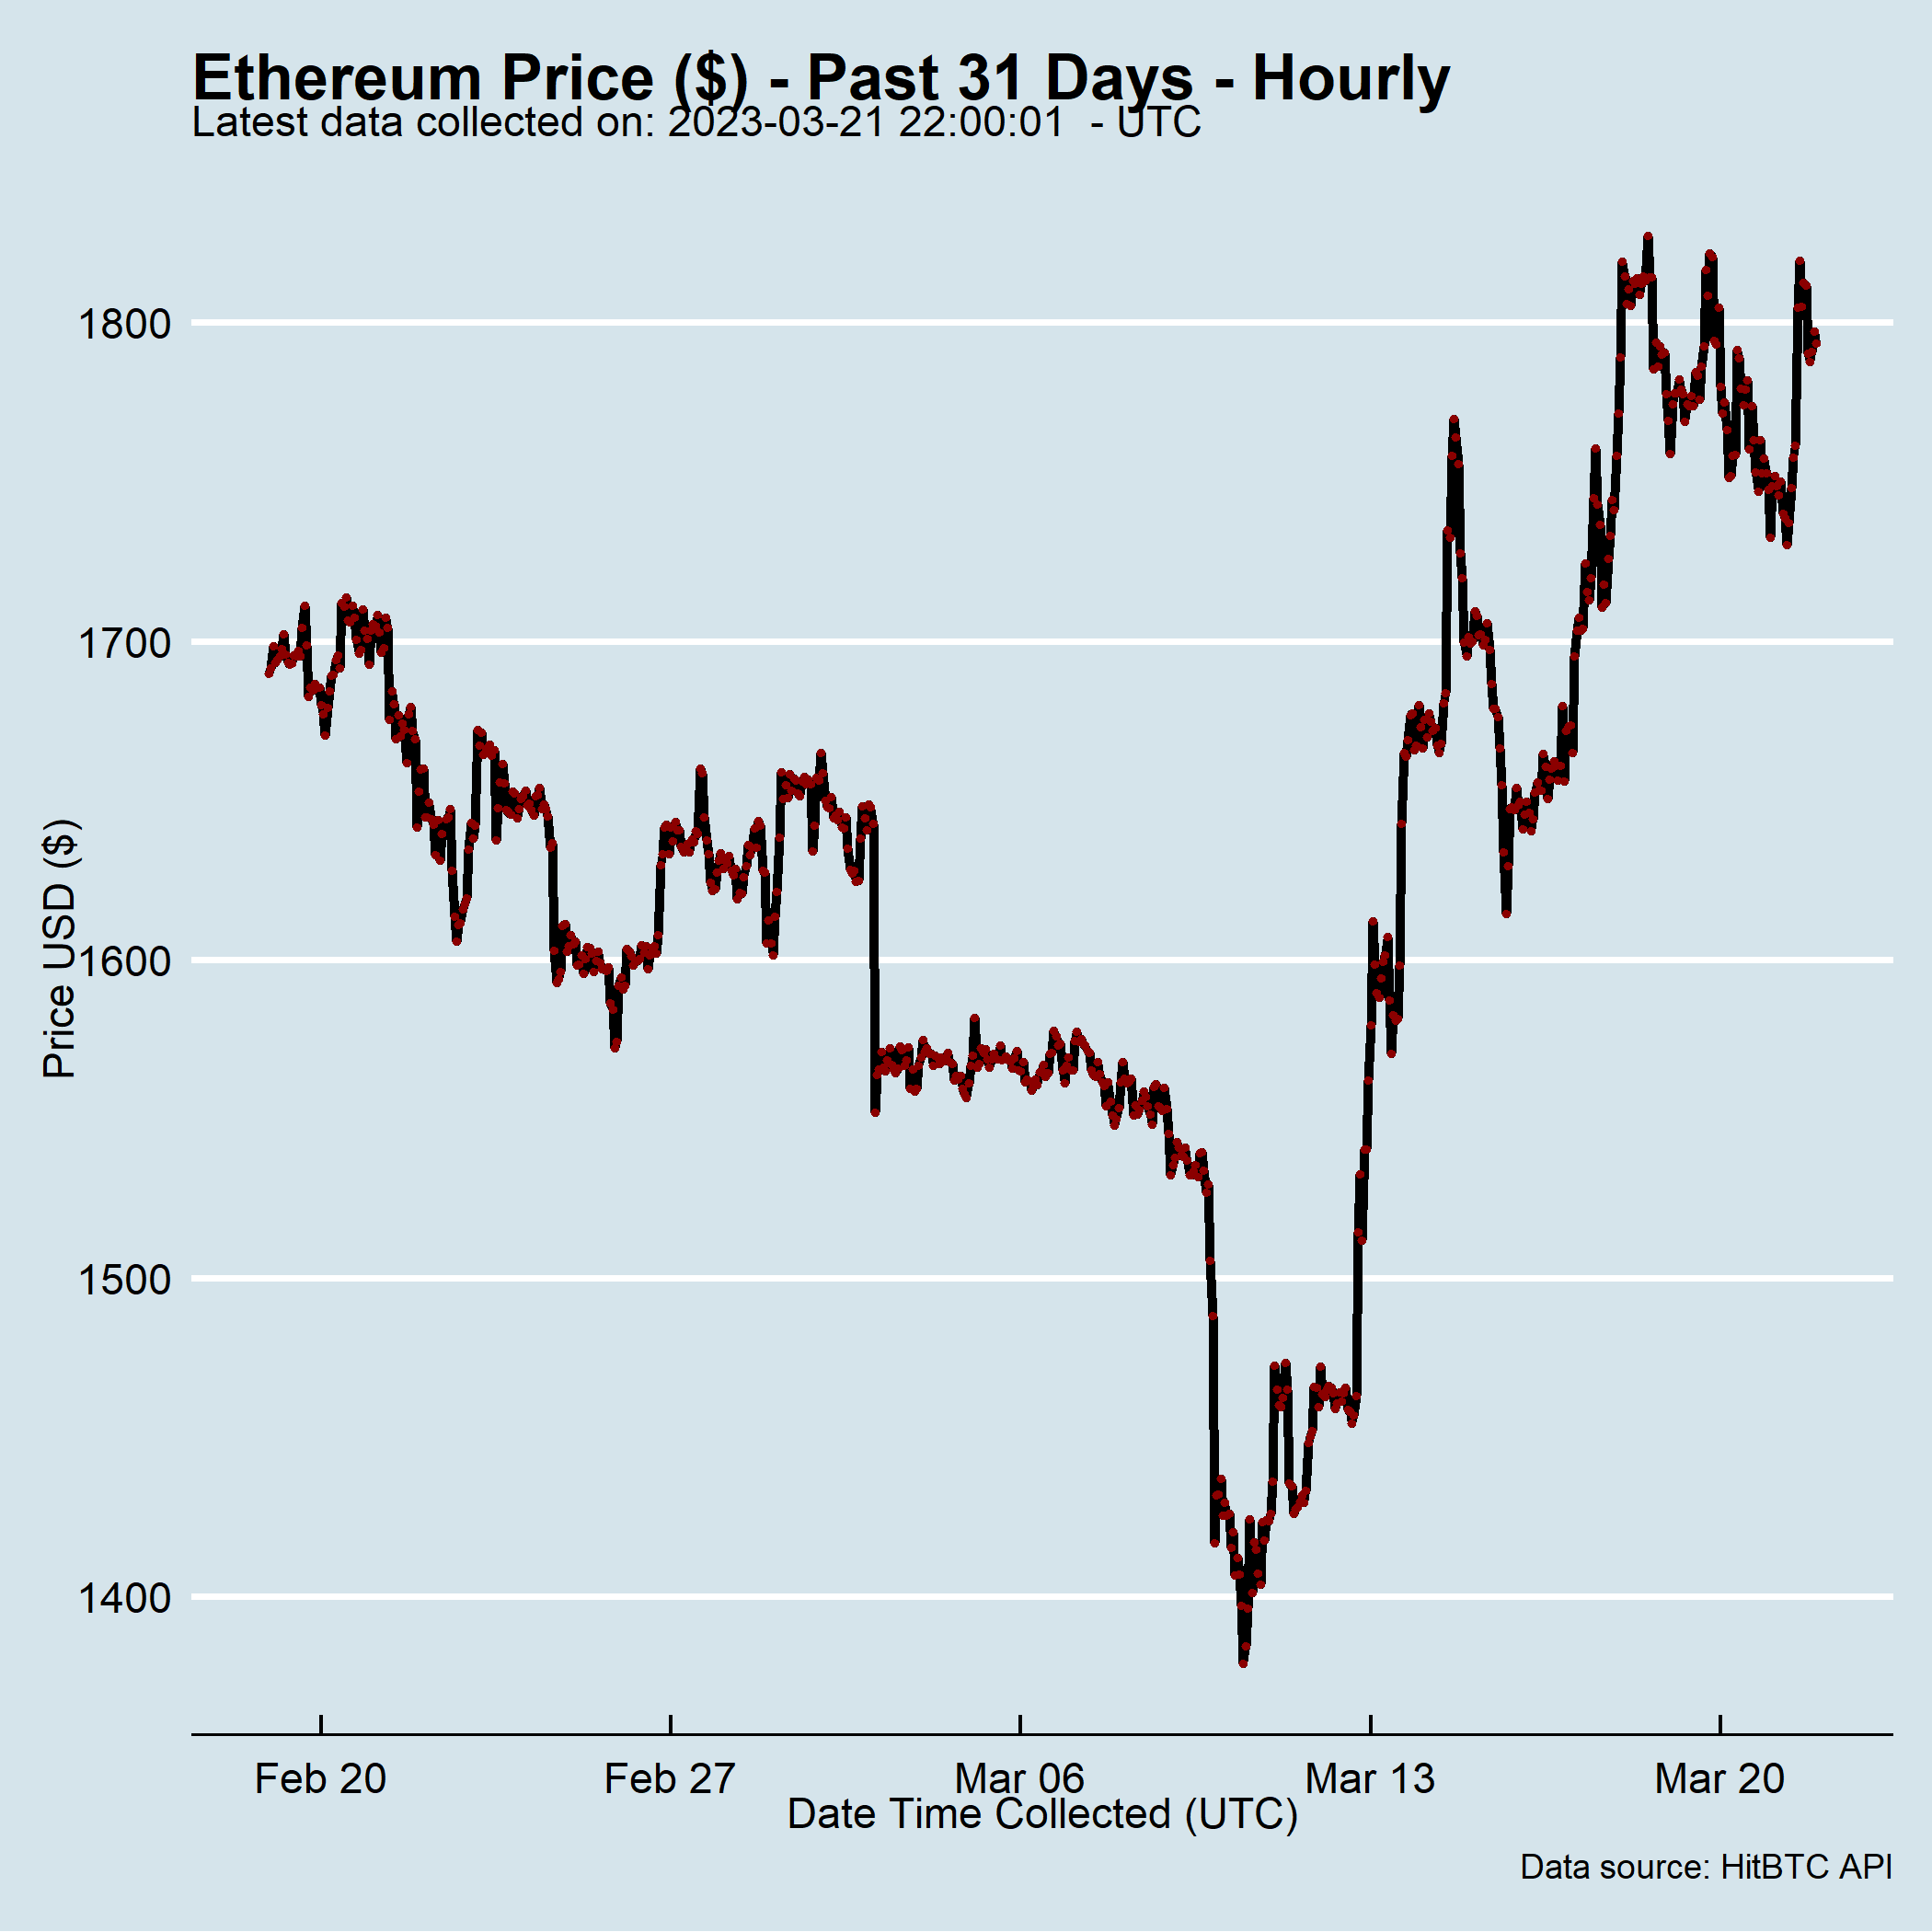 Ethereum Price ($) - Past 31 Days - Hourly
Latest data collected on: 2023-03-21 22:00:01  - UTC
Price USD ($)
1800
1700
1600
1500
1400
Feb 20 Feb 27 Mar 06 Mar 13 Mar 20
Date Time Collected (UTC)
Data source: HitBTC API